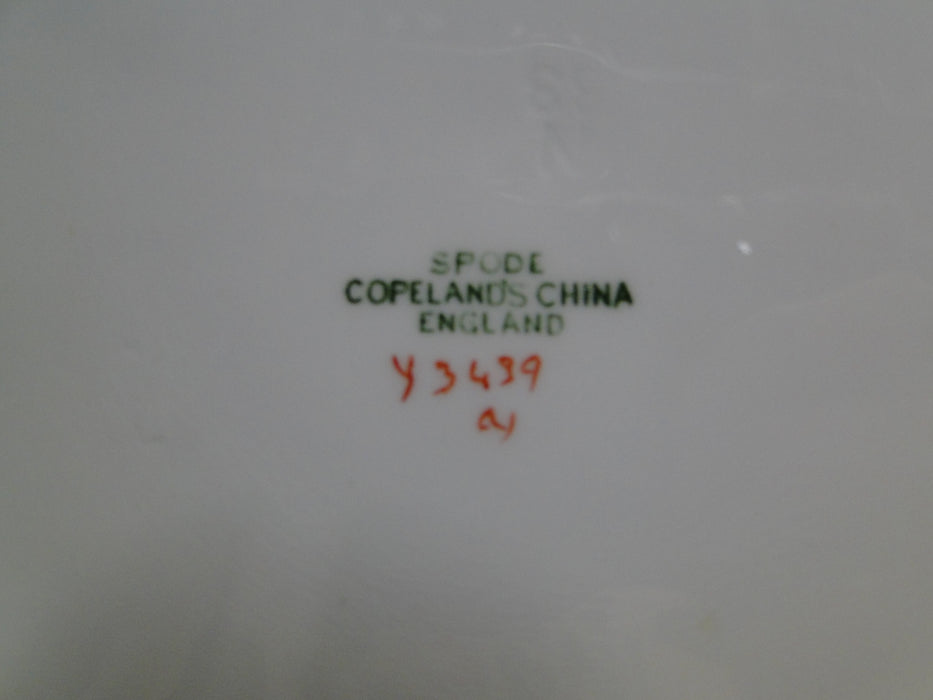 SPODE
COPELAND'S CHINA
ENGLAND
Y3439